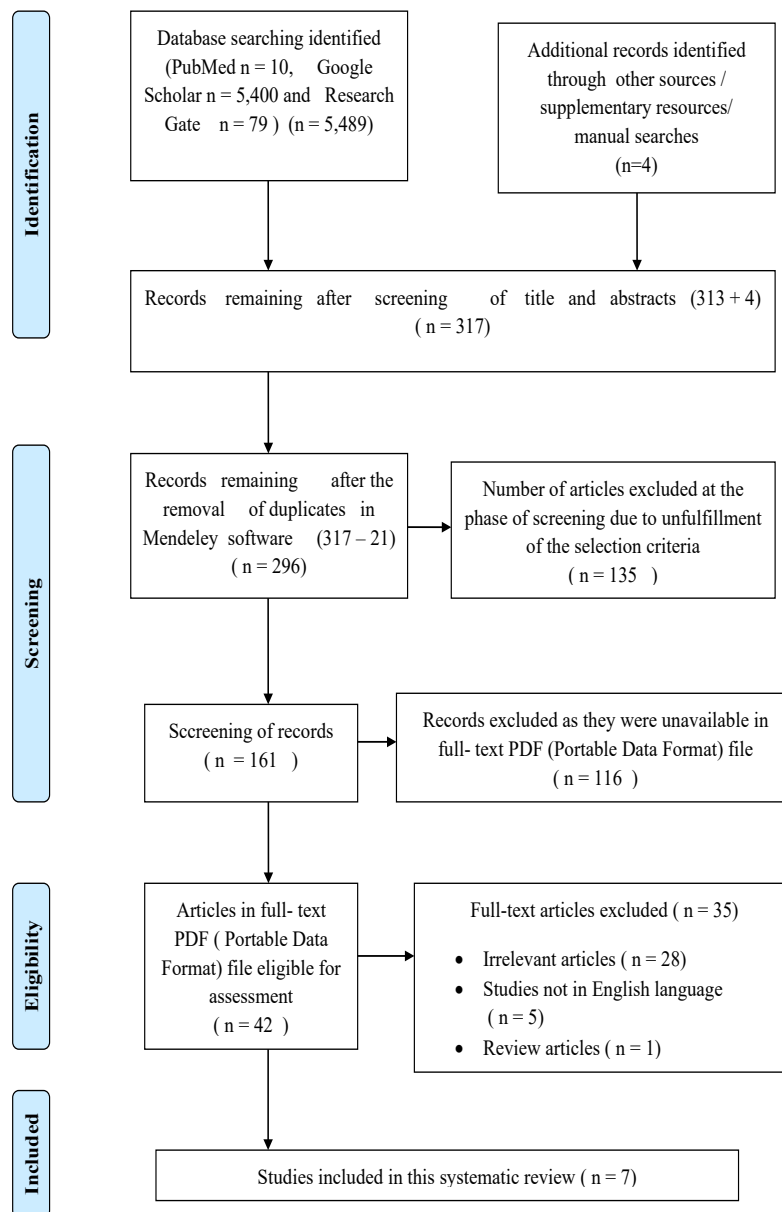 Identification
Database searching identified
(PubMed n = 10, Google
Scholar n = 5,400 and Research
Gate n = 79 ) (n = 5,489)
Additional records identified
through other sources /
supplementary resources/
manual searches
(n=4)
Records remaining after screening of title and abstracts (313 + 4)
( n = 317)
Screening
Records remaining after the
removal of duplicates in
Mendeley software (317 – 21)
( n = 296)
Number of articles excluded at the
phase of screening due to unfulfillment
of the selection criteria
( n = 135 )
Sccreening of records
( n = 161 )
Records excluded as they were unavailable in
full- text PDF (Portable Data Format) file
( n = 116 )
Eligibility
Articles in full- text
PDF ( Portable Data
Format) file eligible for
assessment
( n = 42 )
Full-text articles excluded ( n = 35)
• Irrelevant articles ( n = 28)
• Studies not in English language
( n = 5)
• Review articles ( n = 1)
Included
Studies included in this systematic review ( n = 7)